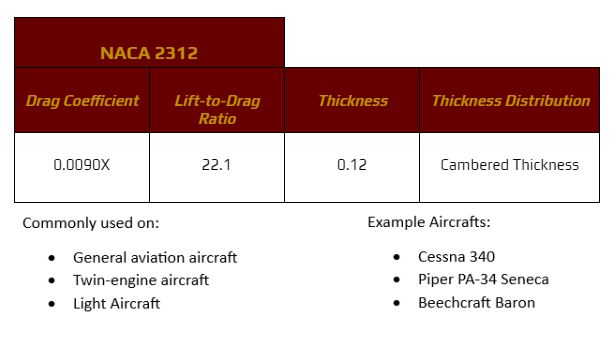 NACA 2312
Drag Coefficient
Lift-to-Drag
Ratio
Thickness
Thickness Distribution
0.0090X
22.1
0.12
Cambered Thickness
Commonly used on:
• General aviation aircraft
• Twin-engine aircraft
• Light Aircraft
Example Aircrafts:
• Cessna 340
• Piper PA-34 Seneca
• Beechcraft Baron